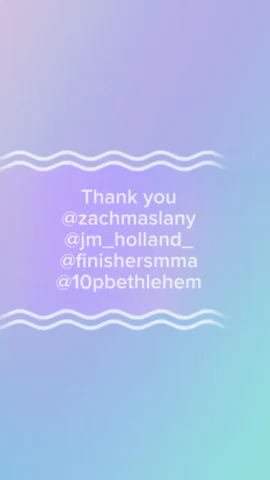 Thank you
@zachmaslany
@jm_holland_
@finishersmma
@10pbethlehem